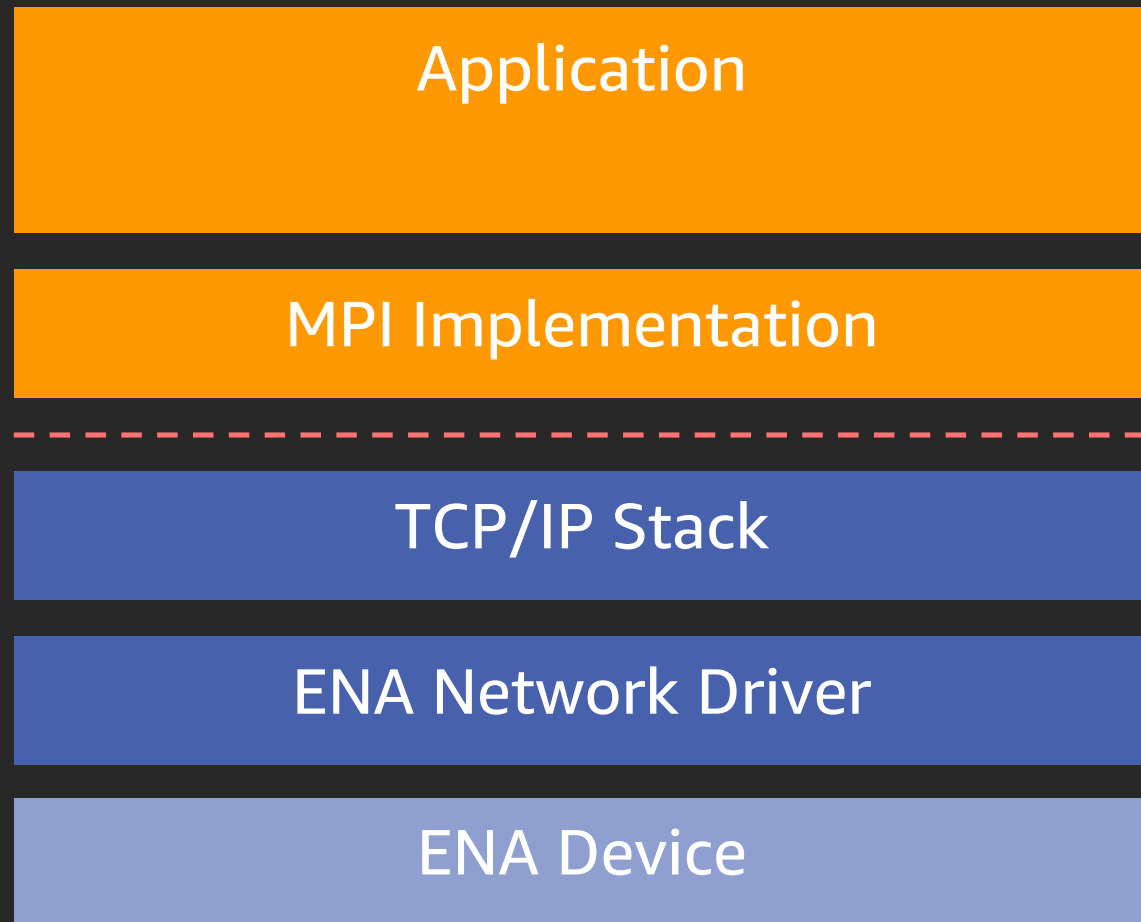 Application
MPI Implementation
TCP/IP Stack
ENA Network Driver
ENA Device